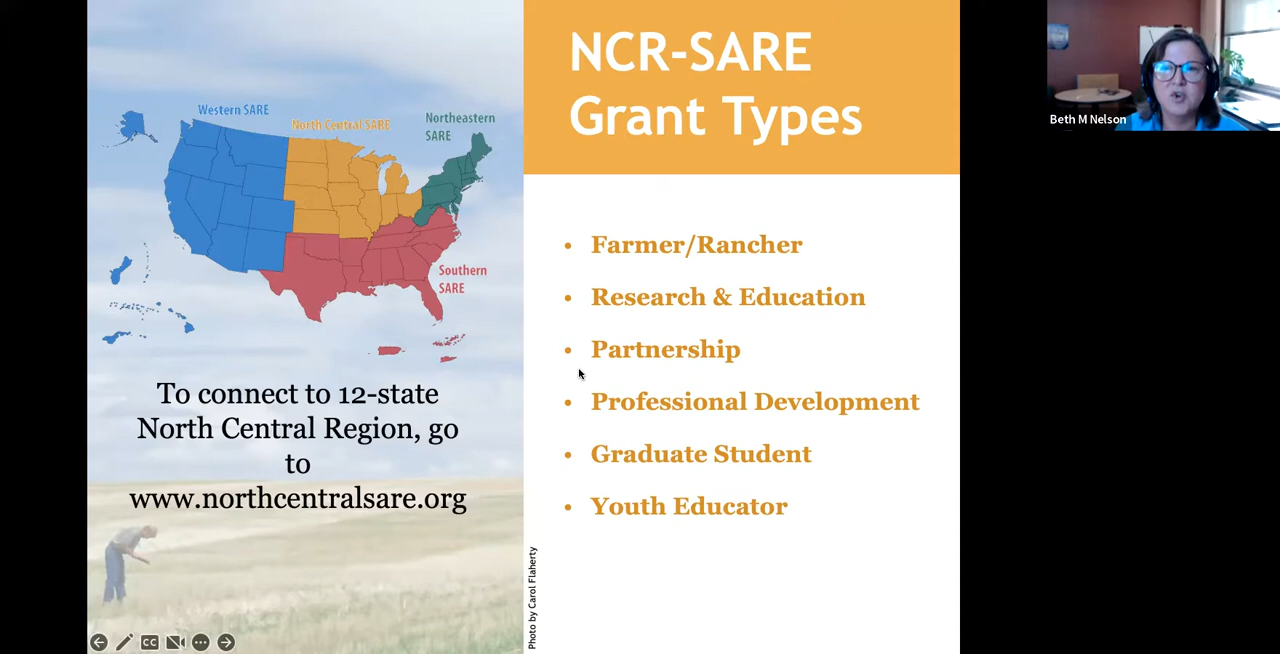 Western SARE
North Central SARE
Northeastern
SARE
Southern
SARE
To connect to 12-state
North Central Region, go
to
www.northcentralsare.org
NCR-SARE
Grant Types
• Farmer/Rancher
• Research & Education
• Partnership
• Professional Development
• Graduate Student
• Youth Educator
Photo by Carol Flaherty
CC
Beth M Nelson